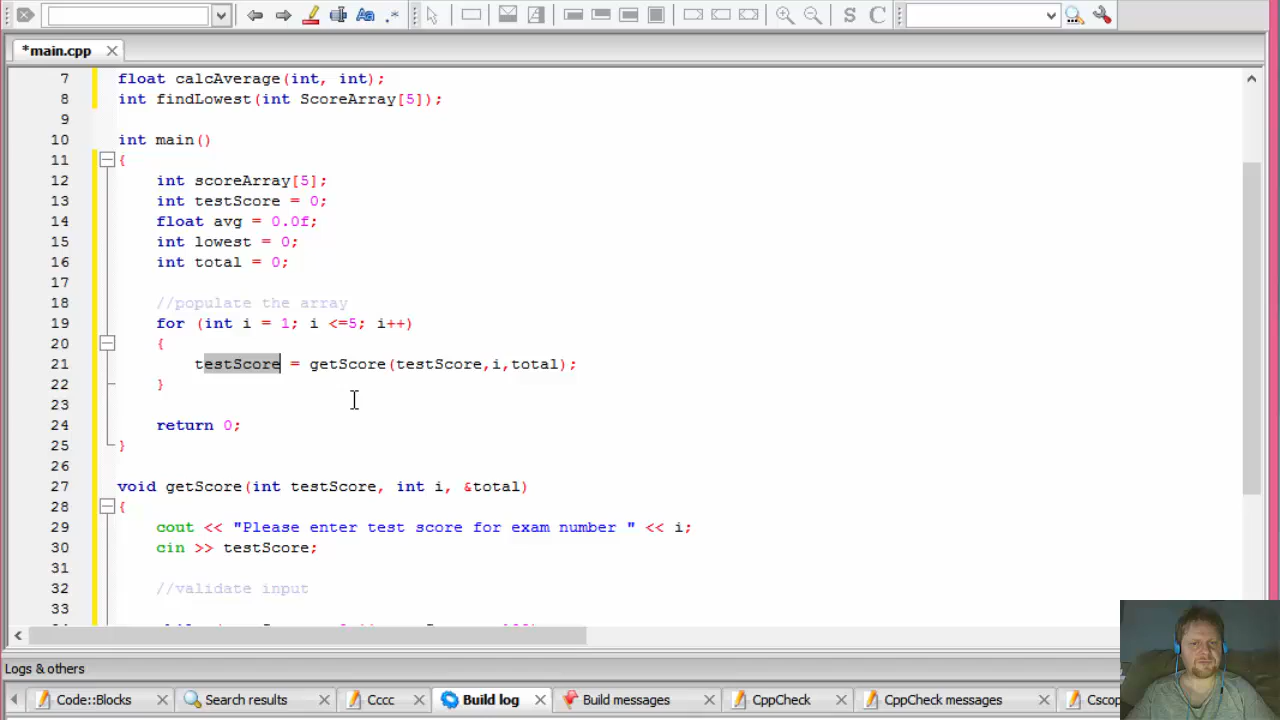 *main.cpp
7 float calcAverage(int, int);
8 int findLowest(int ScoreArray[5]);
9
10 int main()
11 {
12 int scoreArray[5];
13 int testScore = 0;
14 float avg = 0.0f;
15 int lowest = 0;
16 int total = 0;
17
18 //populate the array
19 for (int i = 1; i <=5; i++)
20 {
21 testScore = getScore(testScore,i,total);
22 }
23
24 return 0;
25 }
26
27 void getScore(int testScore, int i, &total)
28 {
29 cout << "Please enter test score for exam number " << i;
30 cin >> testScore;
31
32 //validate input
33
Logs & others
Code::Blocks Search results Cccc Build log Build messages CppCheck CppCheck messages Csco